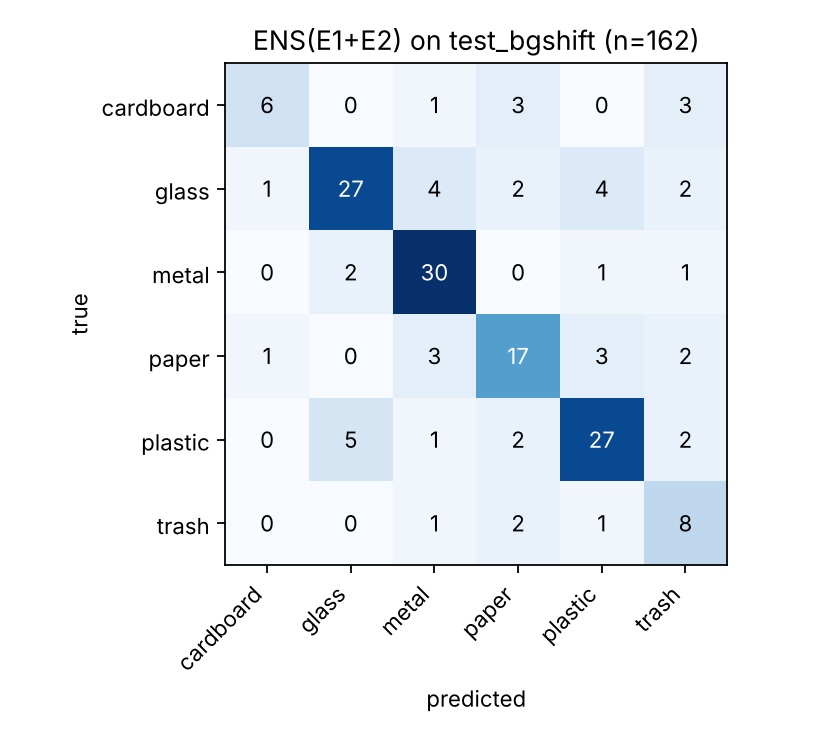 ENS(E1+E2) on test_bgshift (n=162)
cardboard 6 0 1 3 0 3
glass 1 27 4 2 4 2
metal 0 2 30 0 1 1
true
paper 1 0 3 17 3 2
plastic 0 5 1 2 27 2
trash 0 0 1 2 1 8
cardboard glass metal paper plastic trash
predicted